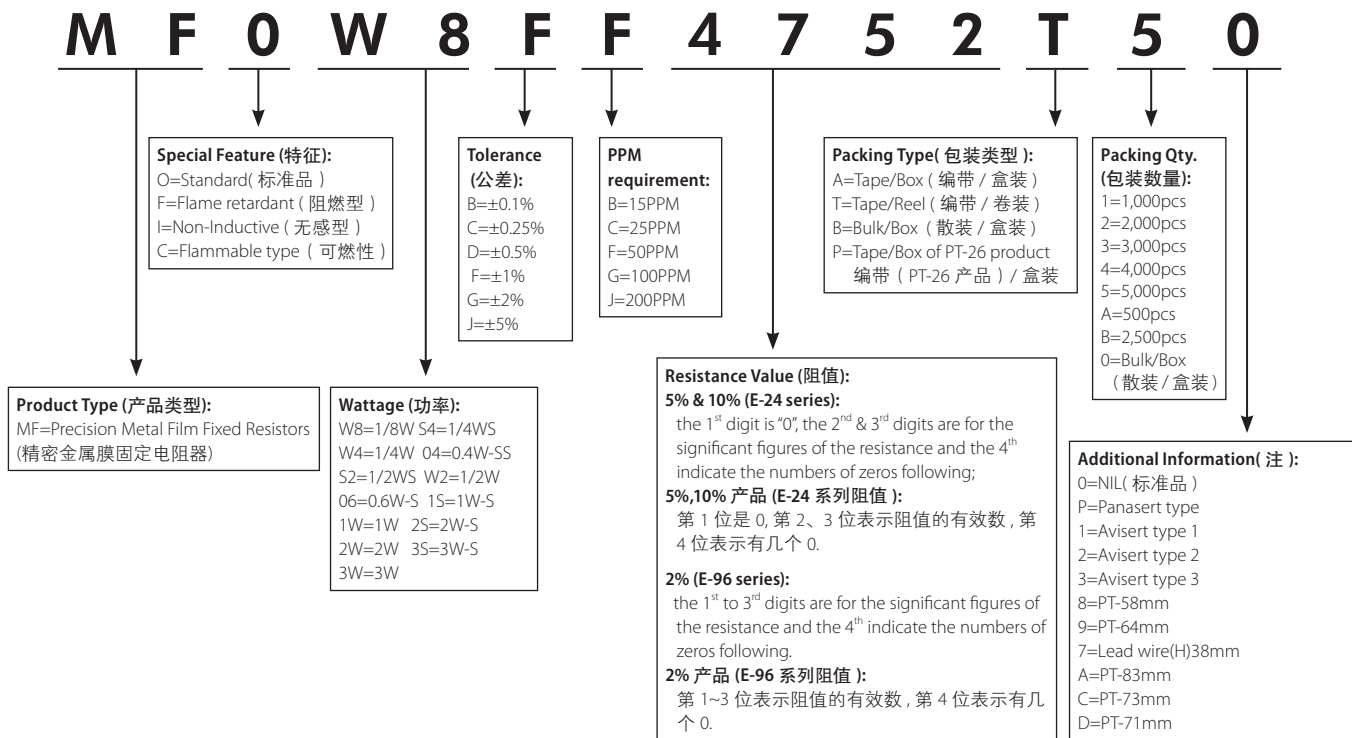 M F 0 W 8 F F 4 7 5 2 T 5 0
Special Feature (特征):
O=Standard( 标准品 )
F=Flame retardant ( 阻燃型 )
I=Non-Inductive ( 无感型 )
C=Flammable type ( 可燃性 )
Tolerance
(公差):
B=±0.1%
C=±0.25%
D=±0.5%
F=±1%
G=±2%
J=±5%
PPM
requirement:
B=15PPM
C=25PPM
F=50PPM
G=100PPM
J=200PPM
Packing Type( 包装类型 ):
A=Tape/Box ( 编带 / 盒装 )
T=Tape/Reel ( 编带 / 卷装 )
B=Bulk/Box ( 散装 / 盒装 )
P=Tape/Box of PT-26 product
编带 ( PT-26 产品 ) / 盒装
Packing Qty.
(包装数量):
1=1,000pcs
2=2,000pcs
3=3,000pcs
4=4,000pcs
5=5,000pcs
A=500pcs
B=2,500pcs
0=Bulk/Box
( 散装 / 盒装 )
Product Type (产品类型):
MF=Precision Metal Film Fixed Resistors
(精密金属膜固定电阻器)
Wattage (功率):
W8=1/8W S4=1/4WS
W4=1/4W 04=0.4W-SS
S2=1/2WS W2=1/2W
06=0.6W-S 1S=1W-S
1W=1W 2S=2W-S
2W=2W 3S=3W-S
3W=3W
Resistance Value (阻值):
5% & 10% (E-24 series):
the 1st digit is “0”, the 2nd & 3rd digits are for the
significant figures of the resistance and the 4th
indicate the numbers of zeros following;
5%,10% 产品 (E-24 系列阻值 ):
第 1 位是 0, 第 2、3 位表示阻值的有效数 , 第
4 位表示有几个 0.
2% (E-96 series):
the 1st to 3rd digits are for the significant figures of
the resistance and the 4th indicate the numbers of
zeros following.
2% 产品 (E-96 系列阻值 ):
第 1~3 位表示阻值的有效数 , 第 4 位表示有几
个 0.
Additional Information( 注 ):
0=NIL( 标准品 )
P=Panasert type
1=Avisert type 1
2=Avisert type 2
3=Avisert type 3
8=PT-58mm
9=PT-64mm
7=Lead wire(H)38mm
A=PT-83mm
C=PT-73mm
D=PT-71mm